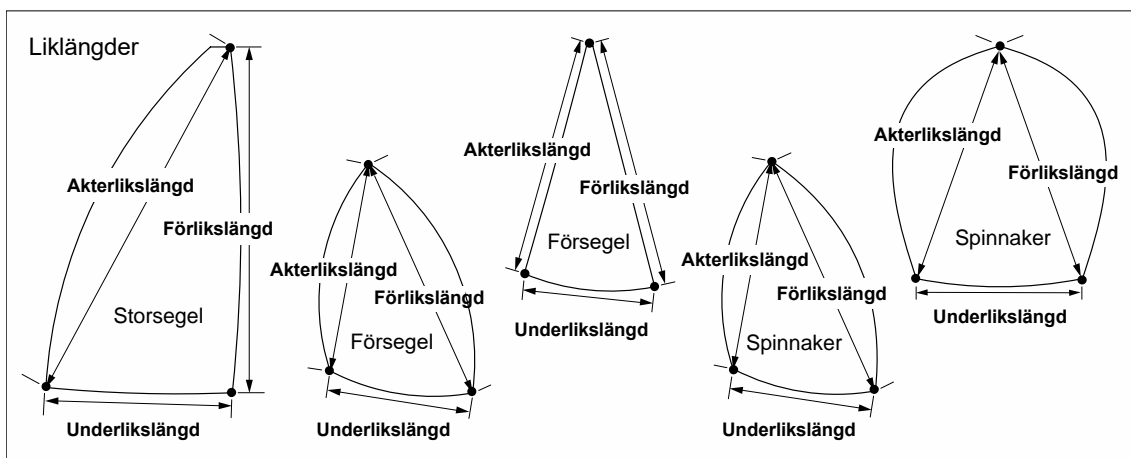 Liklängder
Akterlikslängd
Förlikslängd
Storsegel
Underlikslängd
Akterlikslängd
Förlikslängd
Försegel
Underlikslängd
Akterlikslängd
Förlikslängd
Försegel
Underlikslängd
Akterlikslängd
Förlikslängd
Spinnaker
Underlikslängd
Akterlikslängd
Förlikslängd
Spinnaker
Underlikslängd